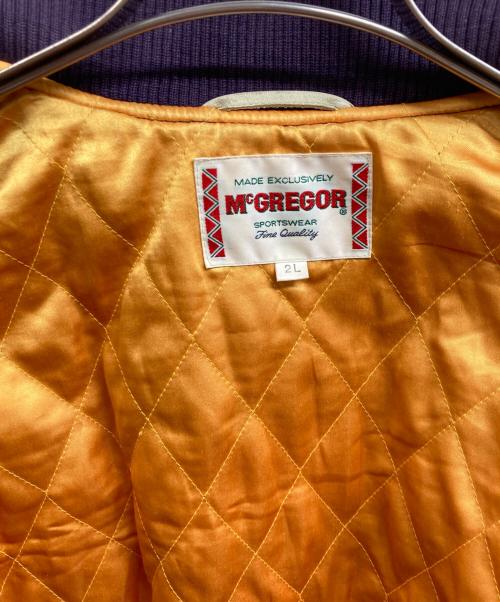 MADE EXCLUSIVELY
McGREGOR®
SPORTSWEAR
Fine Quality
2L